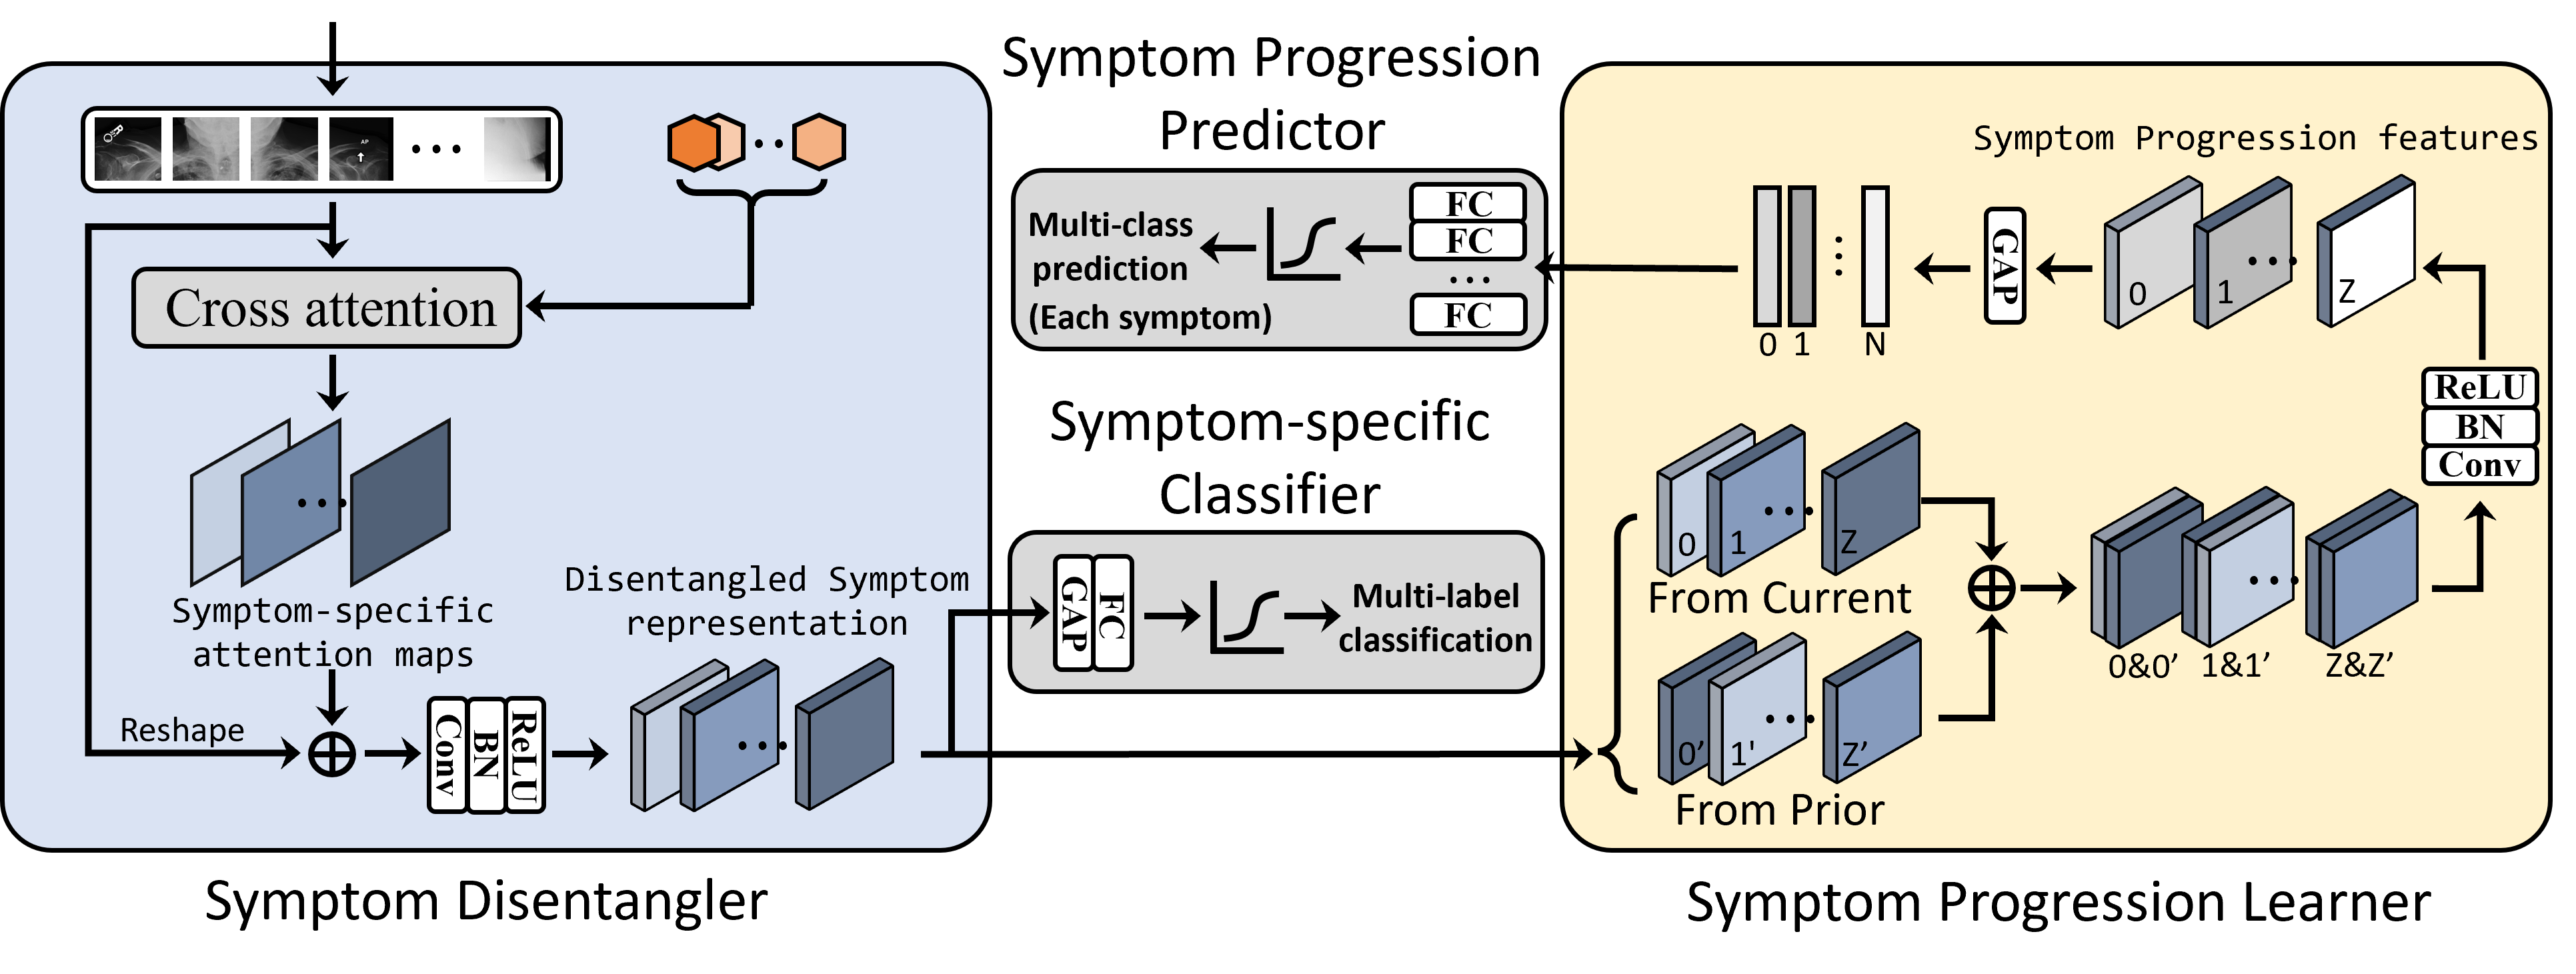 Symptom Progression
Predictor
AP
Cross attention
Symptom-specific
attention maps
Reshape
Conv
BN
ReLU
Disentangled Symptom
representation
Symptom Disentangler
Multi-class
prediction
(Each symptom)
FC
FC
...
FC
Symptom-specific
Classifier
GAP
FC
Multi-label
classification
Symptom Progression features
0 1 N
GAP
0 1 Z
ReLU
BN
Conv
0 1 Z
From Current
0' 1' Z'
From Prior
0&0' 1&1' Z&Z'
Symptom Progression Learner